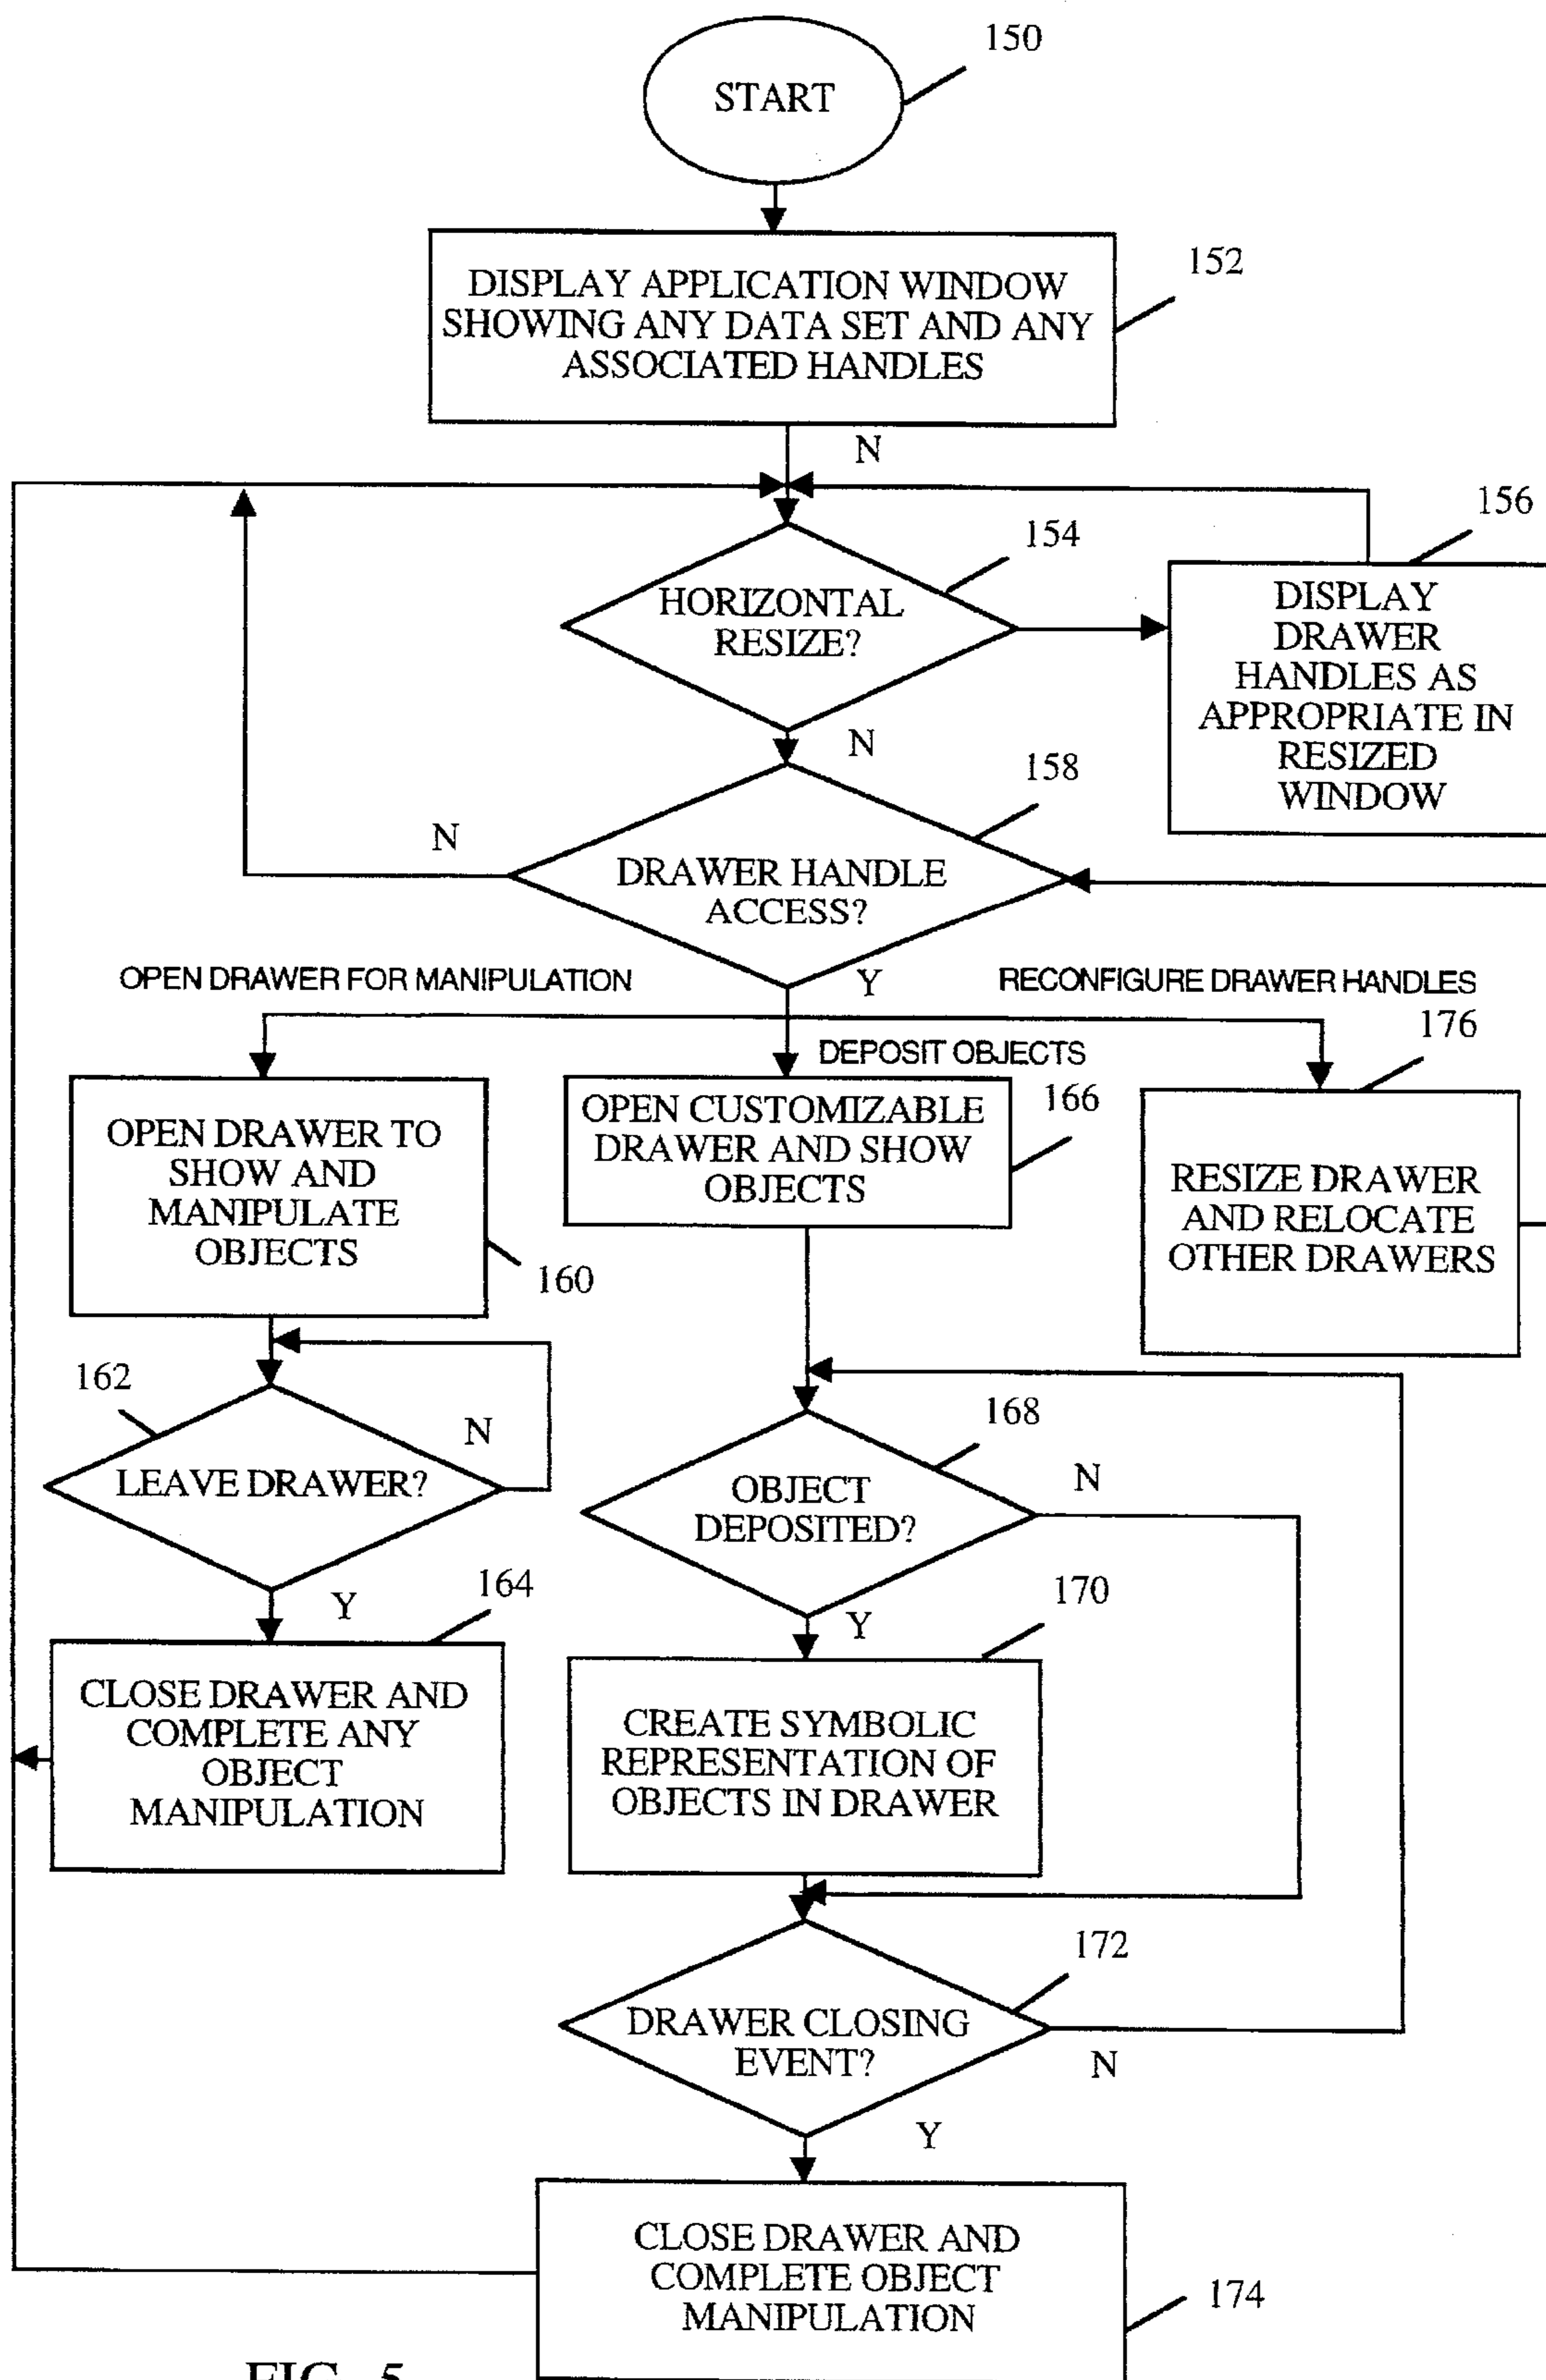 150
START
152
DISPLAY APPLICATION WINDOW
SHOWING ANY DATA SET AND ANY
ASSOCIATED HANDLES
N
156
154
HORIZONTAL
RESIZE?
DISPLAY
DRAWER
HANDLES AS
APPROPRIATE IN
RESIZED
WINDOW
N
158
N
DRAWER HANDLE
ACCESS?
OPEN DRAWER FOR MANIPULATION
Y
RECONFIGURE DRAWER HANDLES
176
DEPOSIT OBJECTS
OPEN DRAWER TO
SHOW AND
MANIPULATE
OBJECTS
160
OPEN CUSTOMIZABLE
DRAWER AND SHOW
OBJECTS
166
RESIZE DRAWER
AND RELOCATE
OTHER DRAWERS
162
N
LEAVE DRAWER?
168
N
OBJECT
DEPOSITED?
Y
164
170
Y
CLOSE DRAWER AND
COMPLETE ANY
OBJECT
MANIPULATION
CREATE SYMBOLIC
REPRESENTATION OF
OBJECTS IN DRAWER
172
DRAWER CLOSING
EVENT?
N
Y
CLOSE DRAWER AND
COMPLETE OBJECT
MANIPULATION
174
FIG. 5